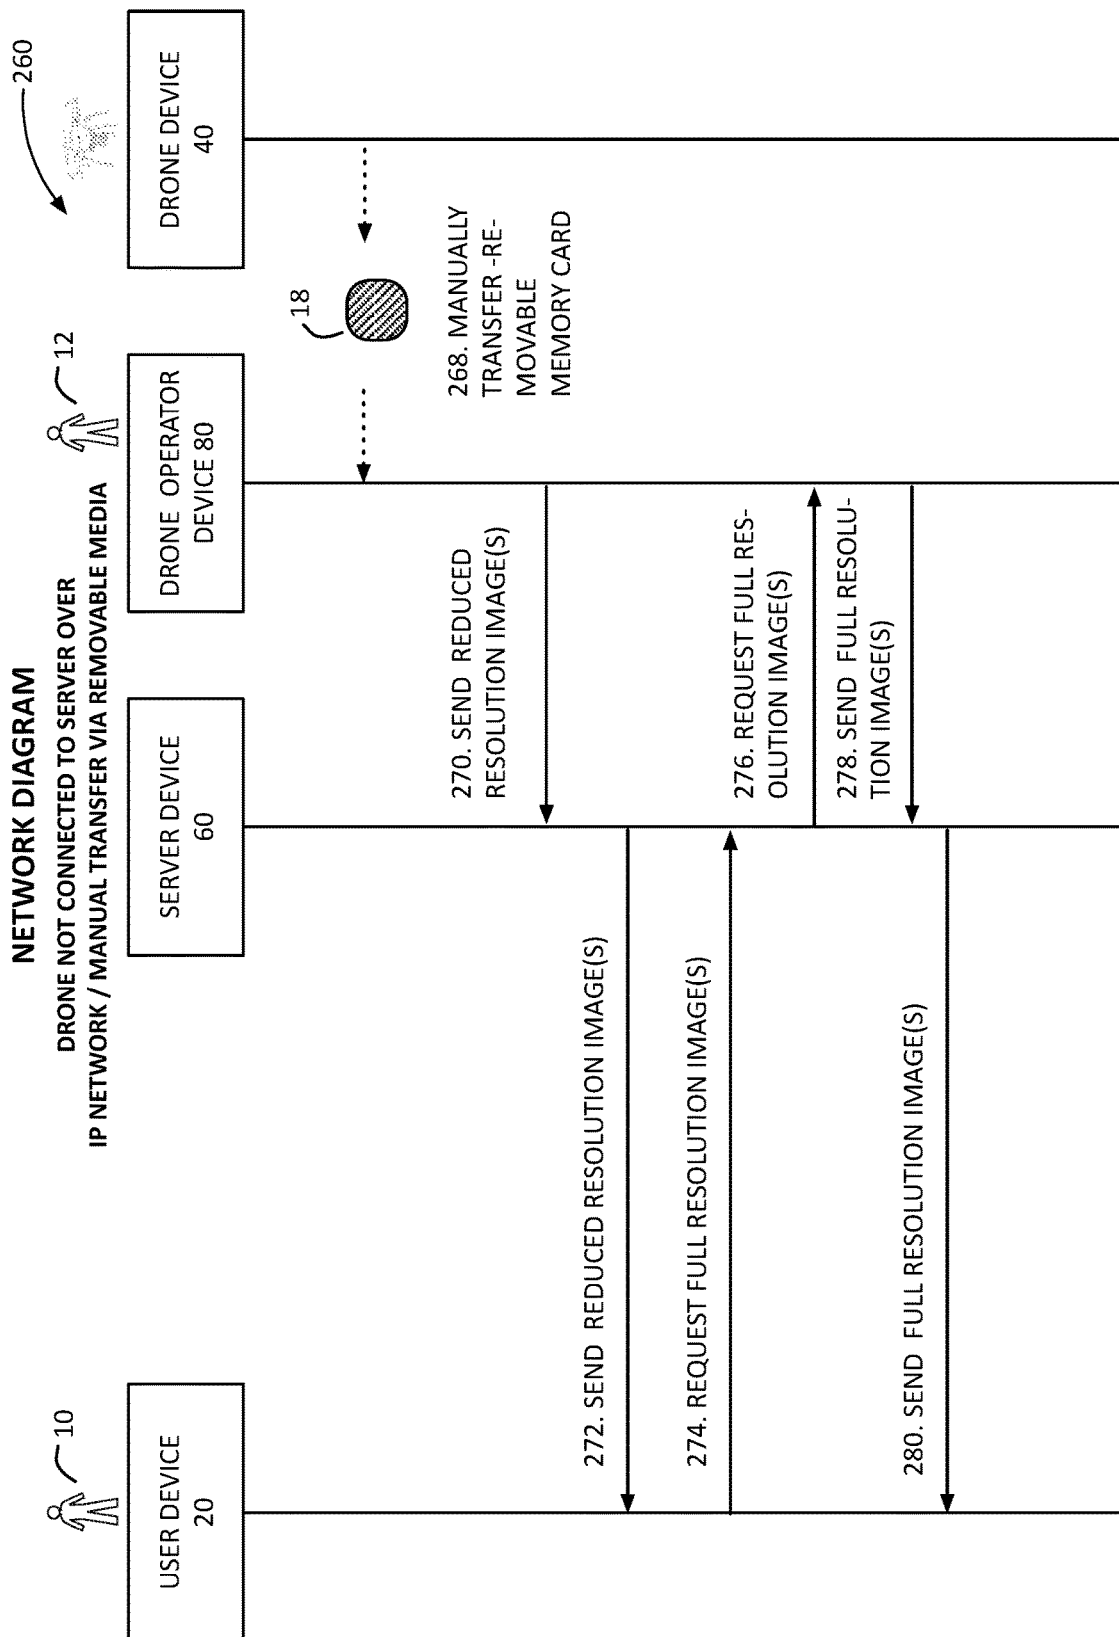 NETWORK DIAGRAM
DRONE NOT CONNECTED TO SERVER OVER
IP NETWORK / MANUAL TRANSFER VIA REMOVABLE MEDIA
260
10
12
USER DEVICE
20
SERVER DEVICE
60
DRONE OPERATOR
DEVICE 80
DRONE DEVICE
40
18
268. MANUALLY
TRANSFER -RE-
MOVABLE
MEMORY CARD
270. SEND REDUCED
RESOLUTION IMAGE(S)
272. SEND REDUCED RESOLUTION IMAGE(S)
274. REQUEST FULL RESOLUTION IMAGE(S)
276. REQUEST FULL RES-
OLUTION IMAGE(S)
278. SEND FULL RESOLU-
TION IMAGE(S)
280. SEND FULL RESOLUTION IMAGE(S)